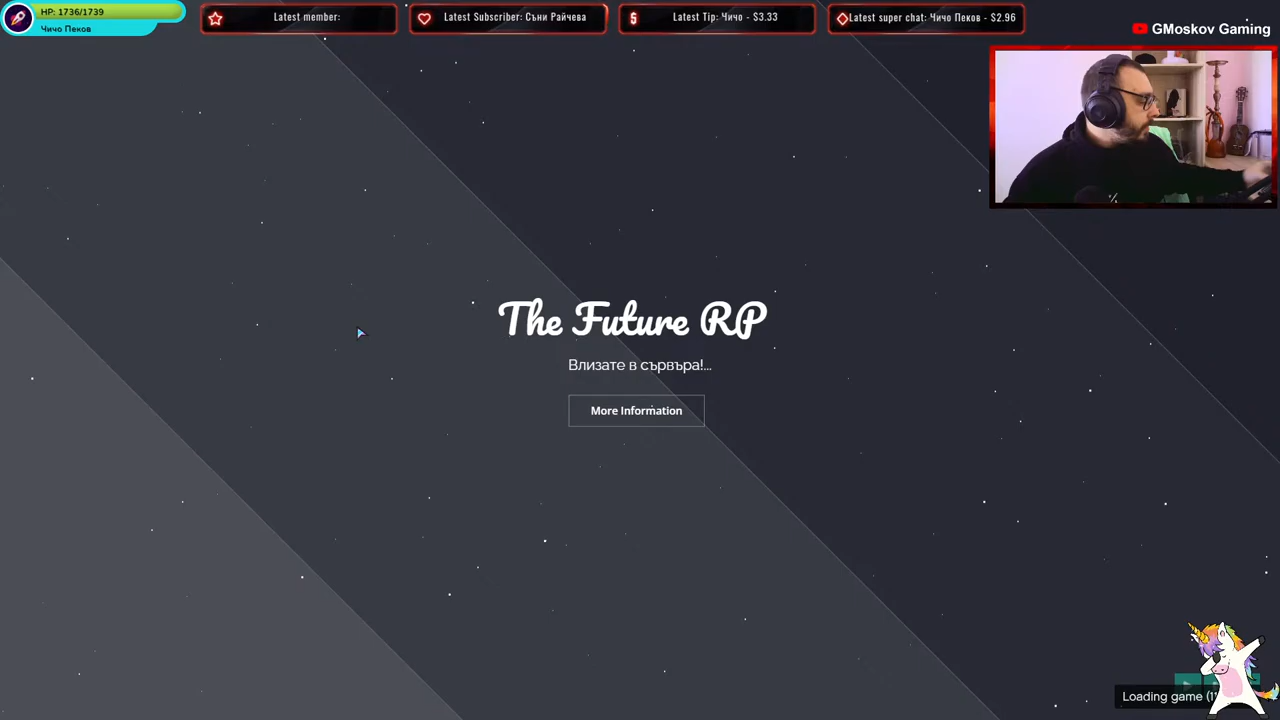 HP: 1736/1739
Чичо Пеков
Latest member:
Latest Subscriber: Съни Райчева
$
Latest Tip: Чичо - $3.33
Latest super chat: Чичо Пеков - $2.96
GMoskov Gaming
The Future RP
Влизате в сървъра!...
More Information
Loading game